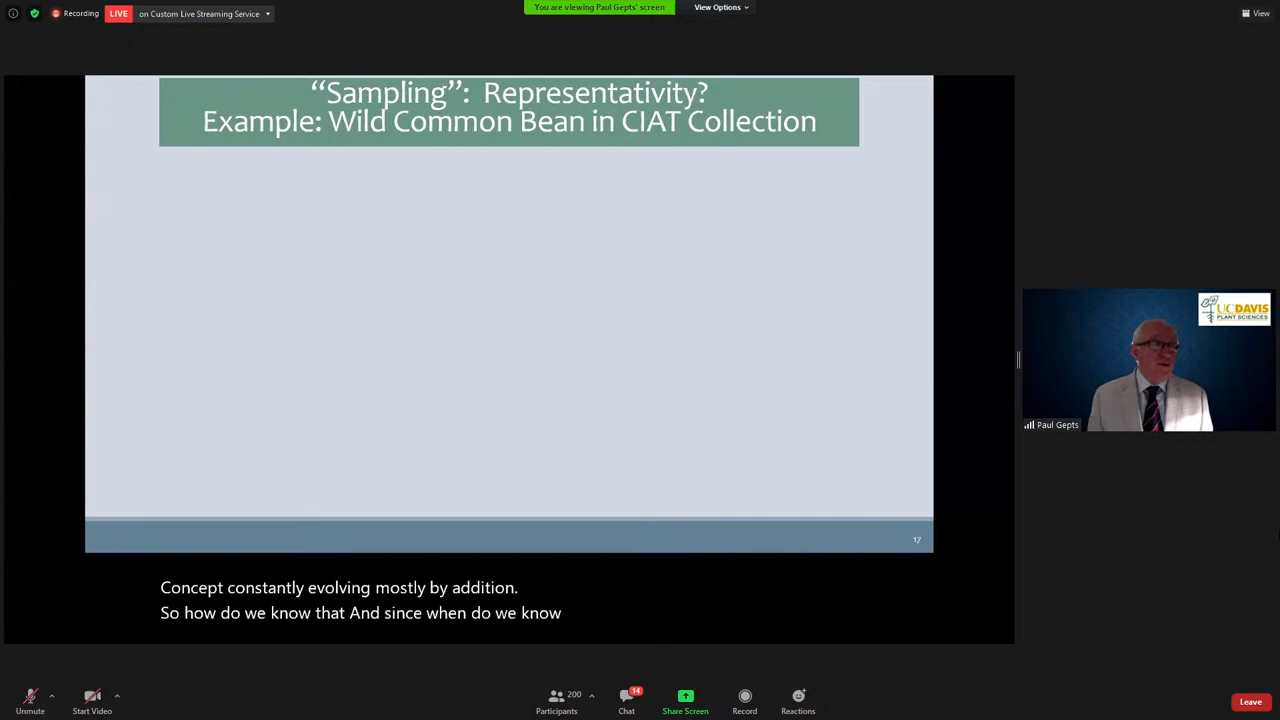 Recording
LIVE
on Custom Live Streaming Service
You are viewing Paul Gepts' screen
View Options
View
“Sampling”: Representativity?
Example: Wild Common Bean in CIAT Collection
UCDAVIS
PLANT SCIENCES
Paul Gepts
17
Concept constantly evolving mostly by addition.
So how do we know that And since when do we know
Unmute
Start Video
200
Participants
14
Chat
Share Screen
Record
Reactions
Leave